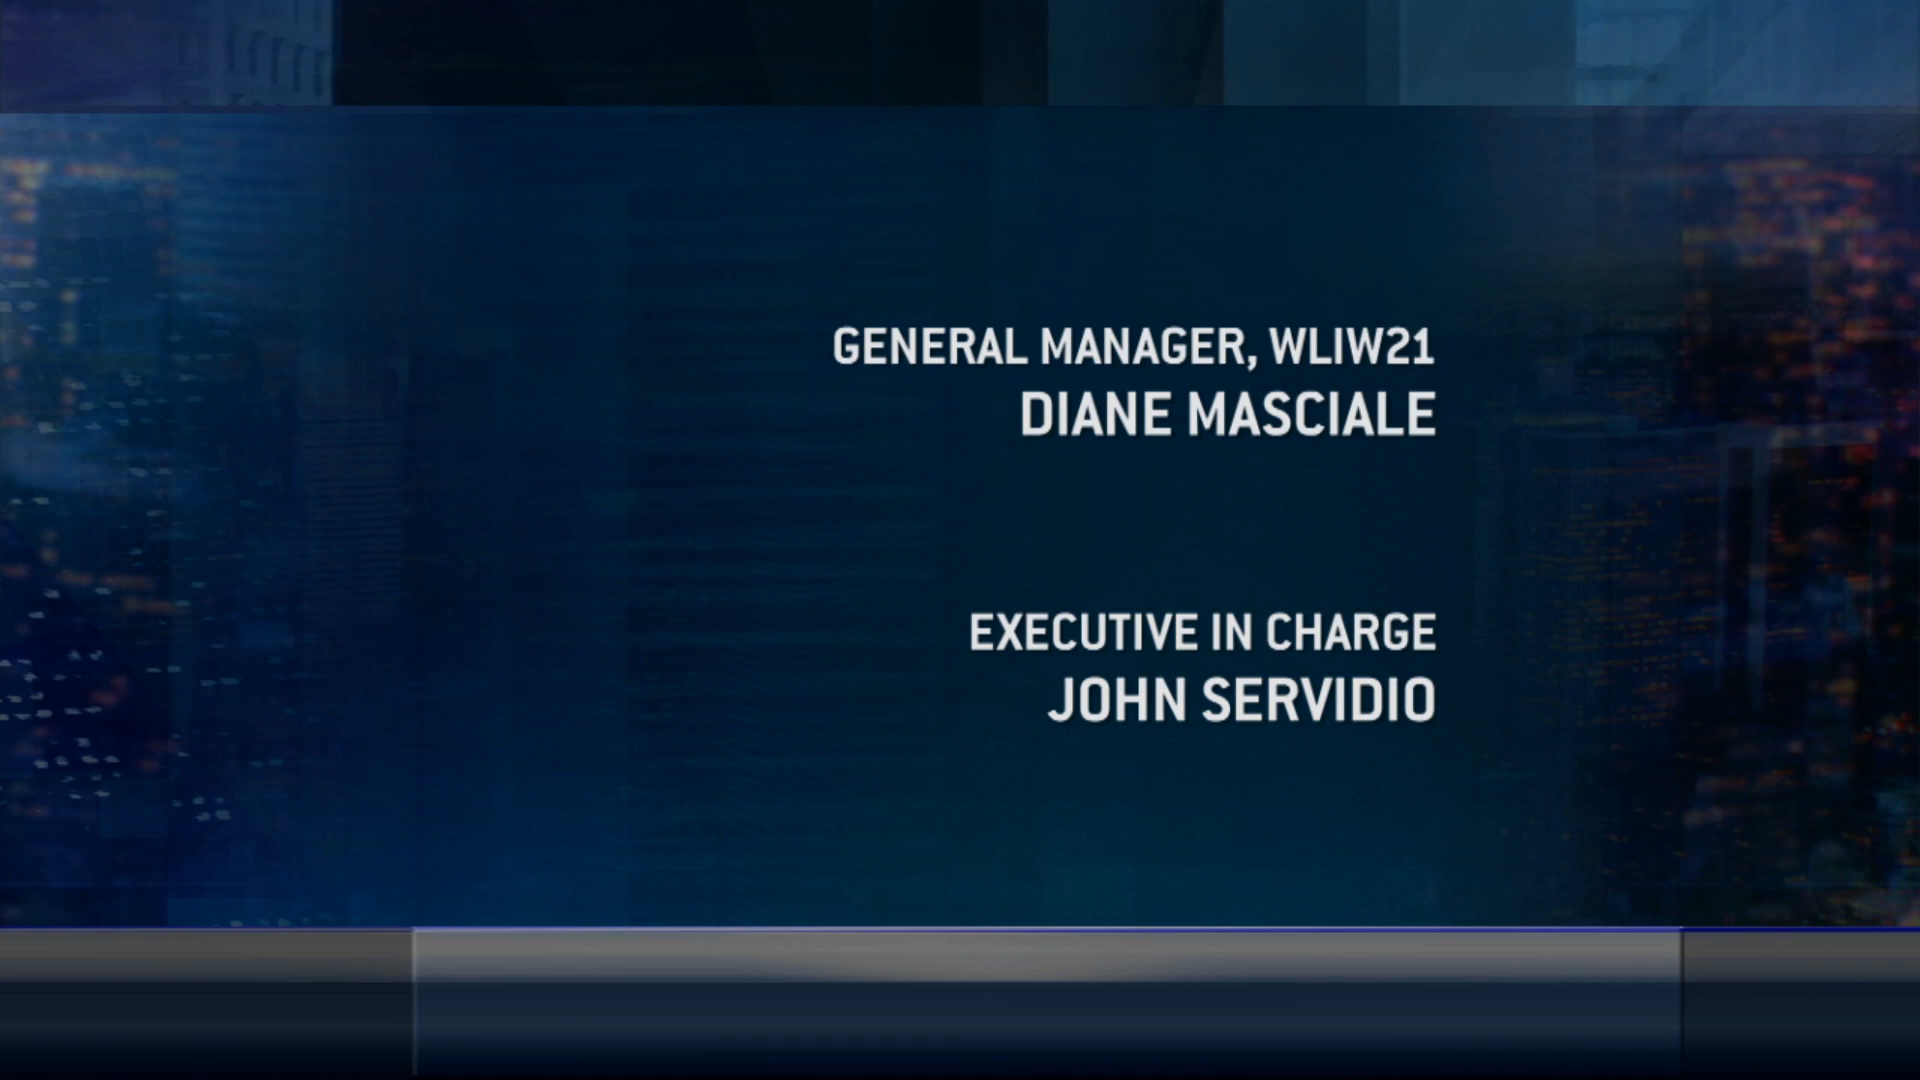 GENERAL MANAGER, WLIW21
DIANE MASCIALE
EXECUTIVE IN CHARGE
JOHN SERVIDIO